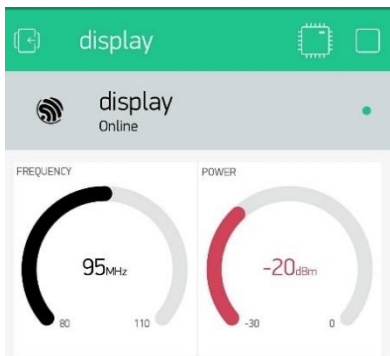 display
display
Online
FREQUENCY
95MHz
80 110
POWER
-20dBm
-30 0